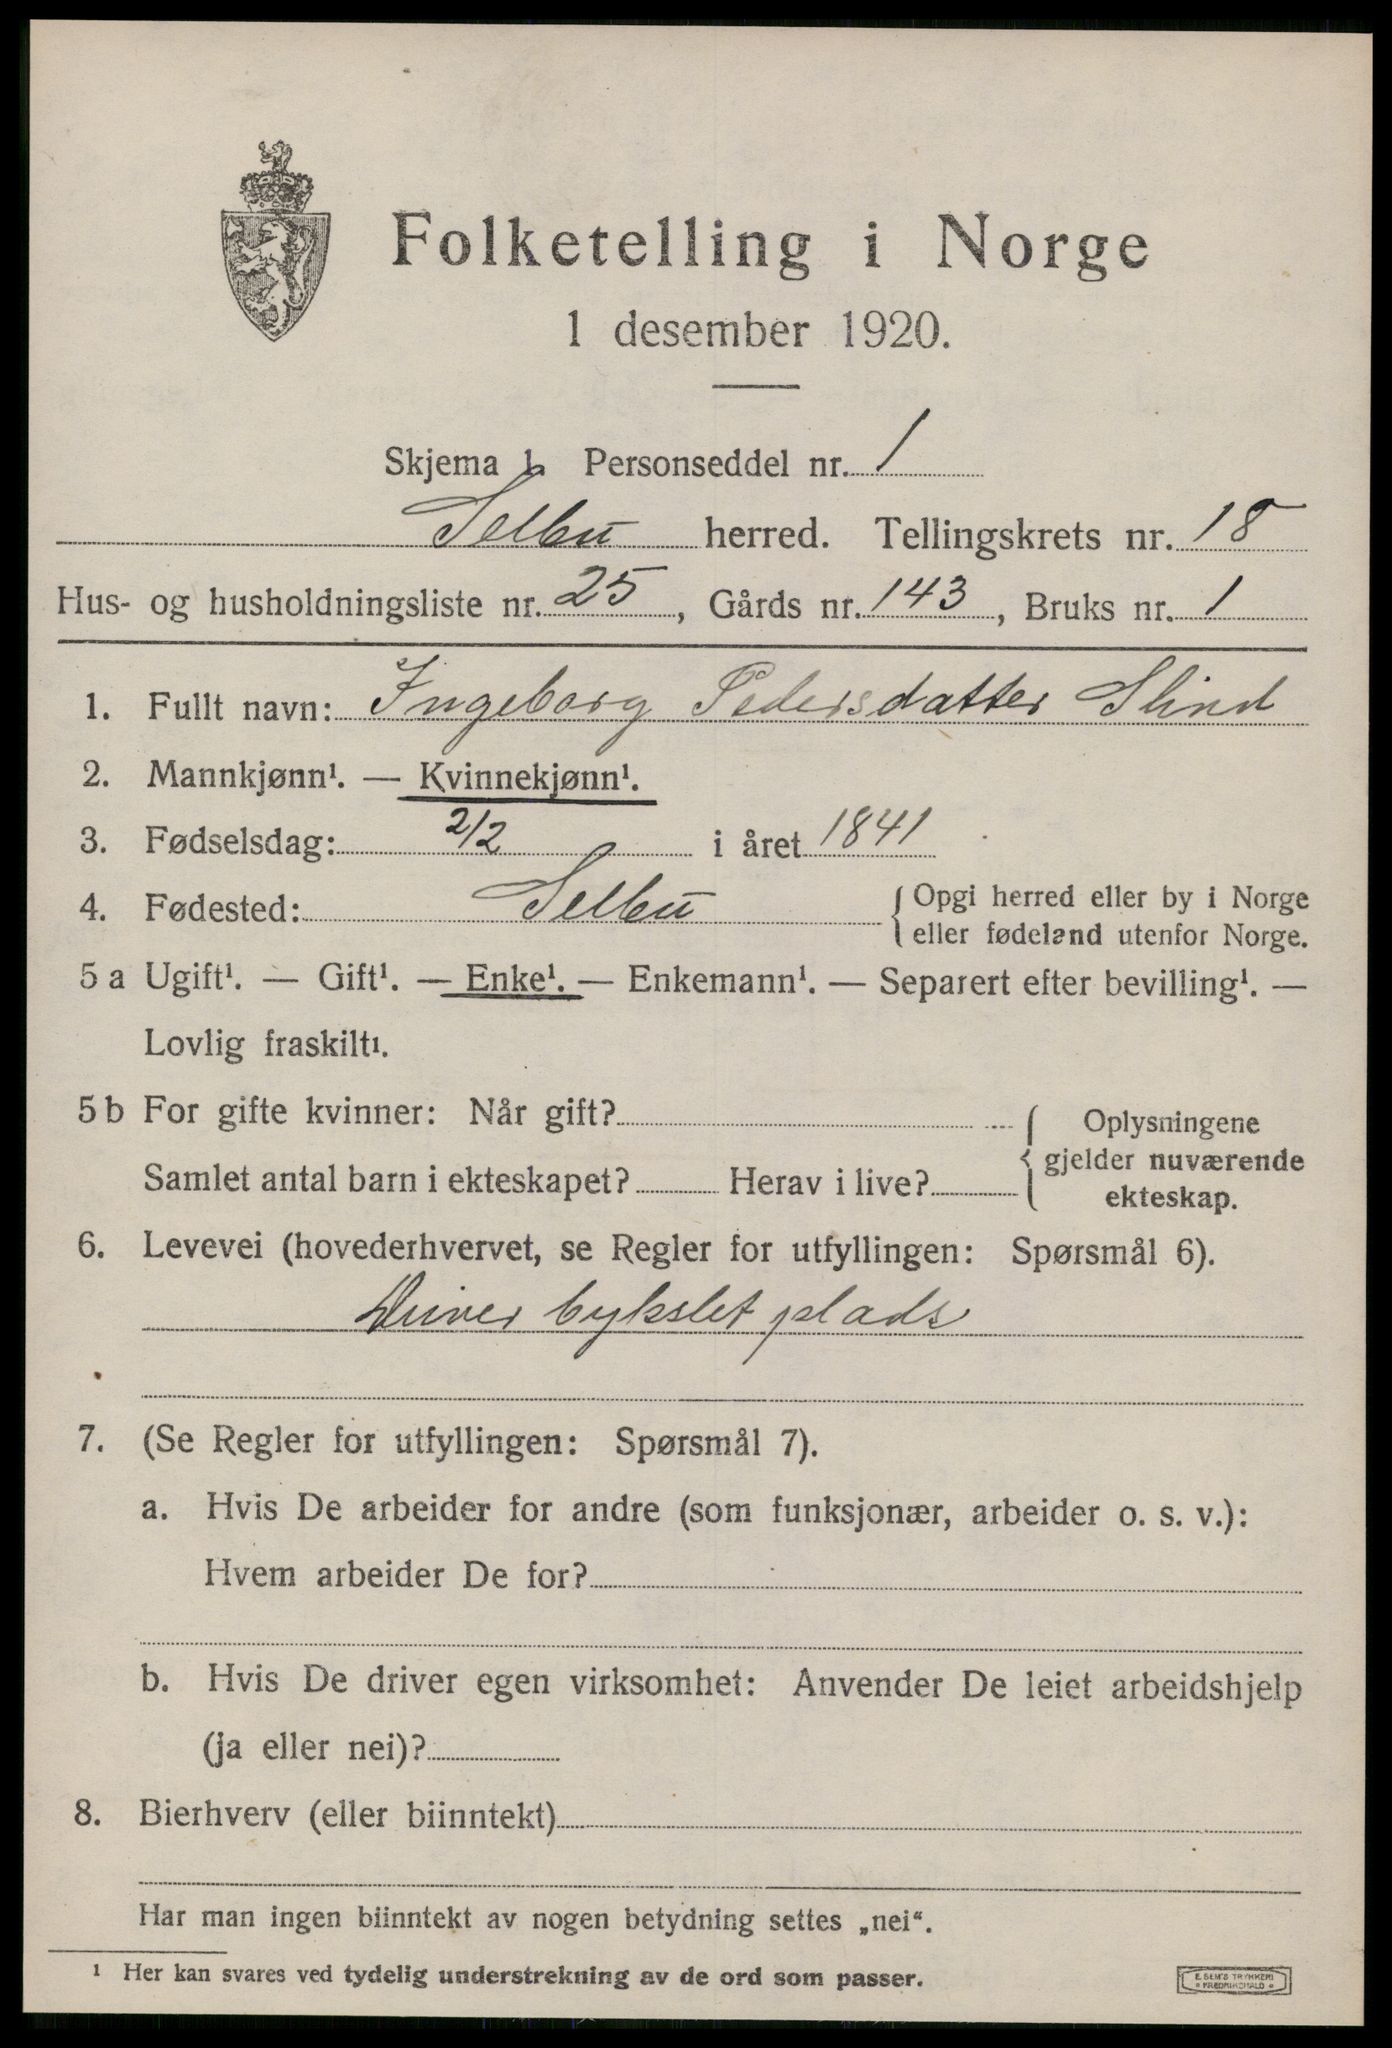 Folketelling i Norge
1 desember 1920.
Skjema 1. Personseddel nr. 1
Selbu herred. Tellingskrets nr. 18
Hus- og husholdningsliste nr. 25, Gårds nr. 143, Bruks nr. 1
1. Fullt navn: Ingeborg Pedersdatter Slind
2. Mannkjønn¹. — Kvinnekjønn¹.
3. Fødselsdag: 2/2 i året 1841
4. Fødested: Selbu { Opgi herred eller by i Norge
eller fødeland utenfor Norge.
5 a Ugift¹. — Gift¹. — Enke¹. — Enkemann¹. — Separert efter bevilling¹. —
Lovlig fraskilt¹.
5 b For gifte kvinner: Når gift? { Oplysningene
Samlet antal barn i ekteskapet? Herav i live? gjelder nuværende
ekteskap.
6. Levevei (hovederhvervet, se Regler for utfyllingen: Spørsmål 6).
Driver bykslet plads
7. (Se Regler for utfyllingen: Spørsmål 7).
a. Hvis De arbeider for andre (som funksjonær, arbeider o. s. v.):
Hvem arbeider De for?
b. Hvis De driver egen virksomhet: Anvender De leiet arbeidshjelp
(ja eller nei)?
8. Bierhverv (eller biinntekt)
Har man ingen biinntekt av nogen betydning settes „nei“.
¹ Her kan svares ved tydelig understrekning av de ord som passer.
E. SEM'S TRYKKERI
• FREDRIKSHALD •